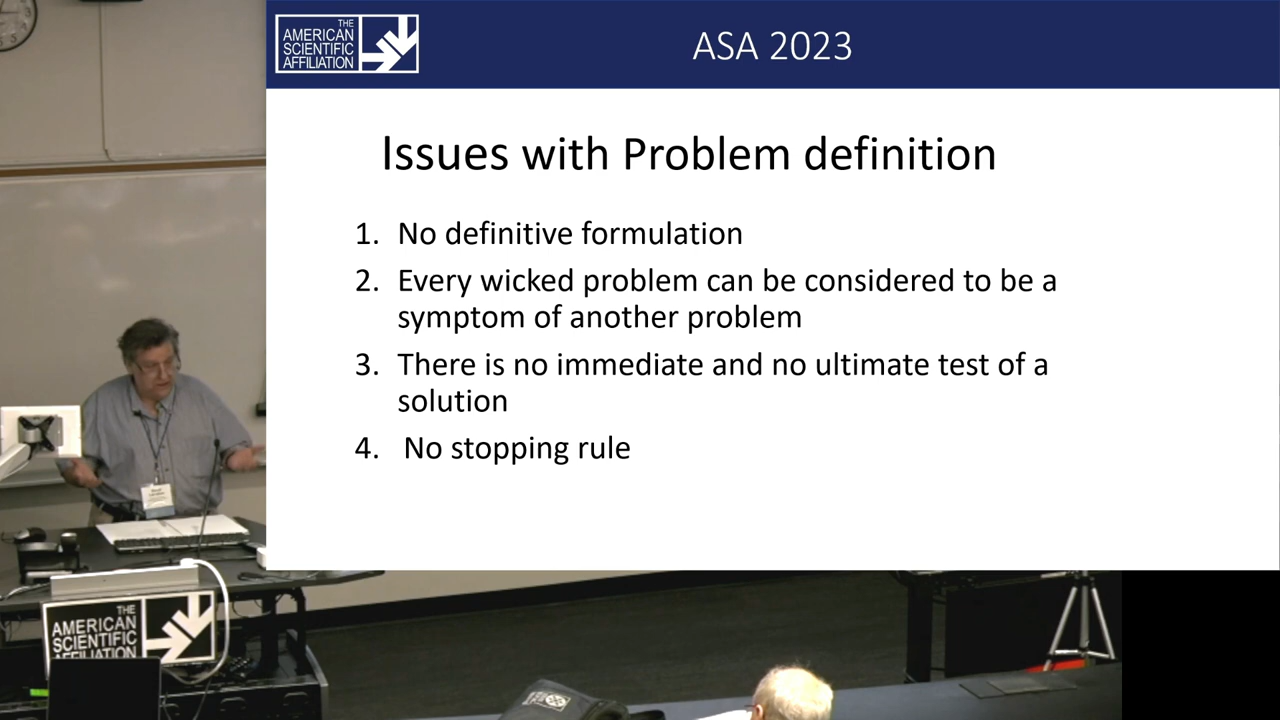 THE
AMERICAN
SCIENTIFIC
AFFILIATION
ASA 2023
Issues with Problem definition
1. No definitive formulation
2. Every wicked problem can be considered to be a
symptom of another problem
3. There is no immediate and no ultimate test of a
solution
4. No stopping rule
THE
AMERICAN
SCIENTIFIC
AFFILIATION